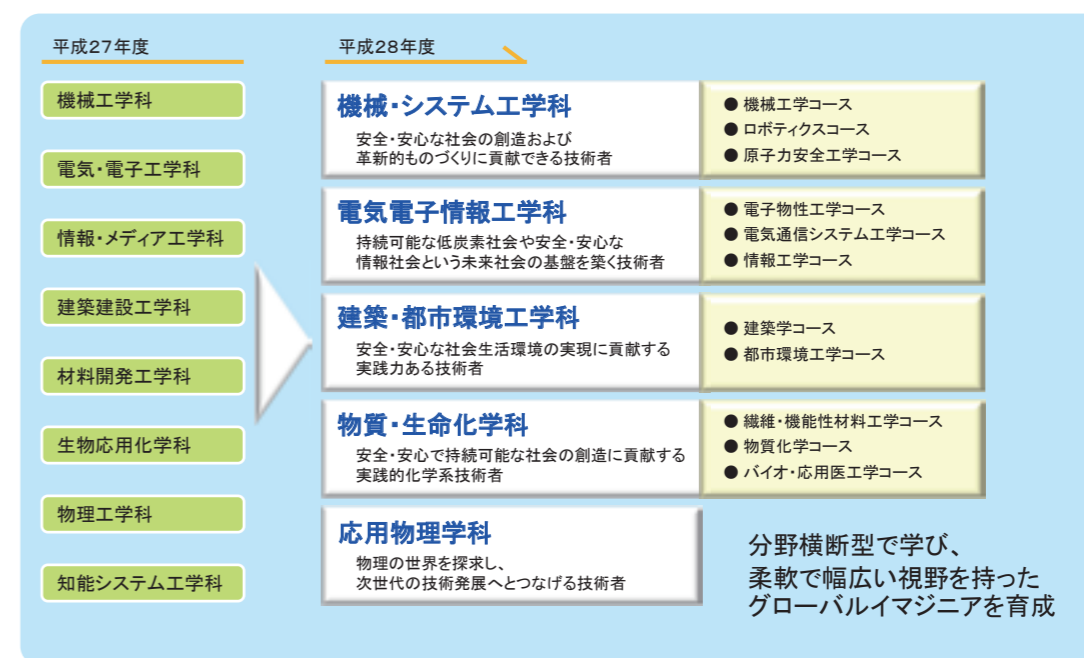 平成27年度
機械工学科
電気・電子工学科
情報・メディア工学科
建築建設工学科
材料開発工学科
生物応用化学科
物理工学科
知能システム工学科
平成28年度
機械・システム工学科
安全・安心な社会の創造および
革新的ものづくりに貢献できる技術者
● 機械工学コース
● ロボティクスコース
● 原子力安全工学コース
電気電子情報工学科
持続可能な低炭素社会や安全・安心な
情報社会という未来社会の基盤を築く技術者
● 電子物性工学コース
● 電気通信システム工学コース
● 情報工学コース
建築・都市環境工学科
安全・安心な社会生活環境の実現に貢献する
実践力ある技術者
● 建築学コース
● 都市環境工学コース
物質・生命化学科
安全・安心で持続可能な社会の創造に貢献する
実践的化学系技術者
● 繊維・機能性材料工学コース
● 物質化学コース
● バイオ・応用医工学コース
応用物理学科
物理の世界を探求し、
次世代の技術発展へとつなげる技術者
分野横断型で学び、
柔軟で幅広い視野を持った
グローバルイマジニアを育成